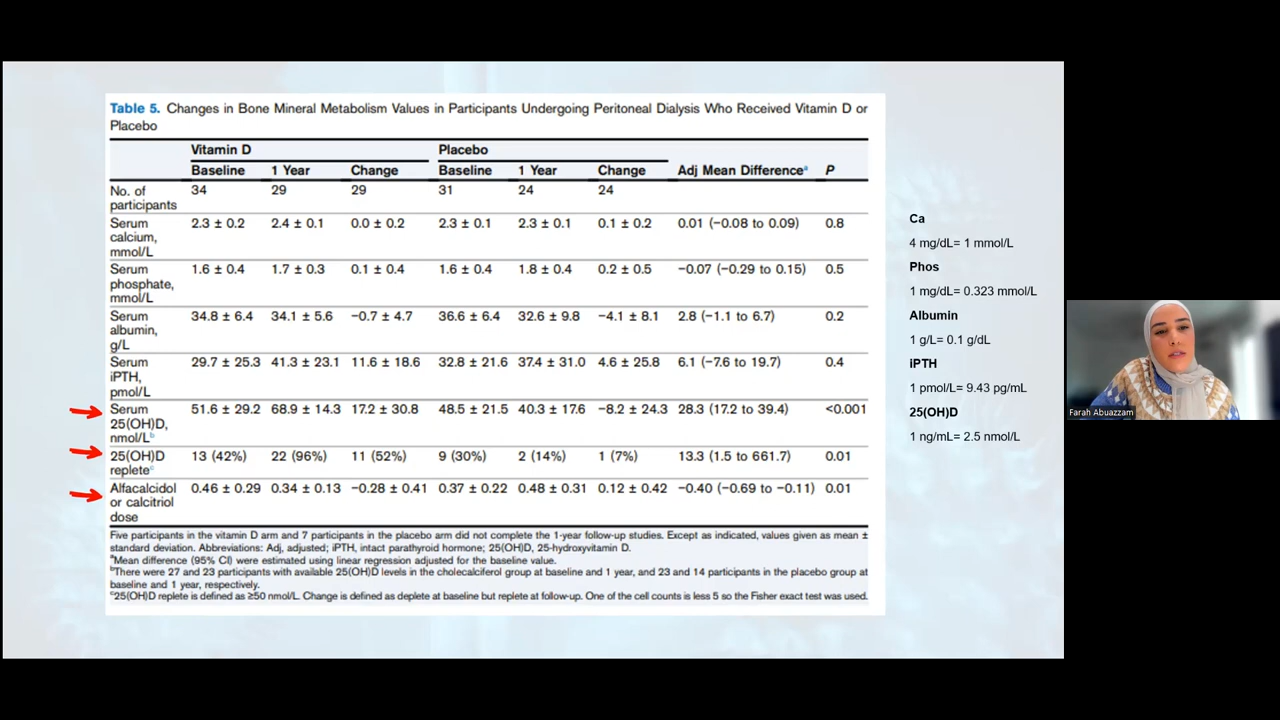 Table 5. Changes in Bone Mineral Metabolism Values in Participants Undergoing Peritoneal Dialysis Who Received Vitamin D or
Placebo
Vitamin D Placebo
Baseline 1 Year Change Baseline 1 Year Change Adj Mean Differenceᵃ P
No. of participants 34 29 29 31 24 24
Serum calcium, mmol/L 2.3 ± 0.2 2.4 ± 0.1 0.0 ± 0.2 2.3 ± 0.1 2.3 ± 0.1 0.1 ± 0.2 0.01 (−0.08 to 0.09) 0.8
Serum phosphate, mmol/L 1.6 ± 0.4 1.7 ± 0.3 0.1 ± 0.4 1.6 ± 0.4 1.8 ± 0.4 0.2 ± 0.5 −0.07 (−0.29 to 0.15) 0.5
Serum albumin, g/L 34.8 ± 6.4 34.1 ± 5.6 −0.7 ± 4.7 36.6 ± 6.4 32.6 ± 9.8 −4.1 ± 8.1 2.8 (−1.1 to 6.7) 0.2
Serum iPTH, pmol/L 29.7 ± 25.3 41.3 ± 23.1 11.6 ± 18.6 32.8 ± 21.6 37.4 ± 31.0 4.6 ± 25.8 6.1 (−7.6 to 19.7) 0.4
Serum 25(OH)D, nmol/Lᵇ 51.6 ± 29.2 68.9 ± 14.3 17.2 ± 30.8 48.5 ± 21.5 40.3 ± 17.6 −8.2 ± 24.3 28.3 (17.2 to 39.4) <0.001
25(OH)D repleteᶜ 13 (42%) 22 (96%) 11 (52%) 9 (30%) 2 (14%) 1 (7%) 13.3 (1.5 to 661.7) 0.01
Alfacalcidol or calcitriol dose 0.46 ± 0.29 0.34 ± 0.13 −0.28 ± 0.41 0.37 ± 0.22 0.48 ± 0.31 0.12 ± 0.42 −0.40 (−0.69 to −0.11) 0.01
Five participants in the vitamin D arm and 7 participants in the placebo arm did not complete the 1-year follow-up studies. Except as indicated, values given as mean ±
standard deviation. Abbreviations: Adj, adjusted; iPTH, intact parathyroid hormone; 25(OH)D, 25-hydroxyvitamin D.
ᵃMean difference (95% CI) were estimated using linear regression adjusted for the baseline value.
ᵇThere were 27 and 23 participants with available 25(OH)D levels in the cholecalciferol group at baseline and 1 year, and 23 and 14 participants in the placebo group at
baseline and 1 year, respectively.
ᶜ25(OH)D replete is defined as ≥50 nmol/L. Change is defined as deplete at baseline but replete at follow-up. One of the cell counts is less 5 so the Fisher exact test was used.
Ca
4 mg/dL= 1 mmol/L
Phos
1 mg/dL= 0.323 mmol/L
Albumin
1 g/L= 0.1 g/dL
iPTH
1 pmol/L= 9.43 pg/mL
25(OH)D
1 ng/mL= 2.5 nmol/L
Farah Abuazzam